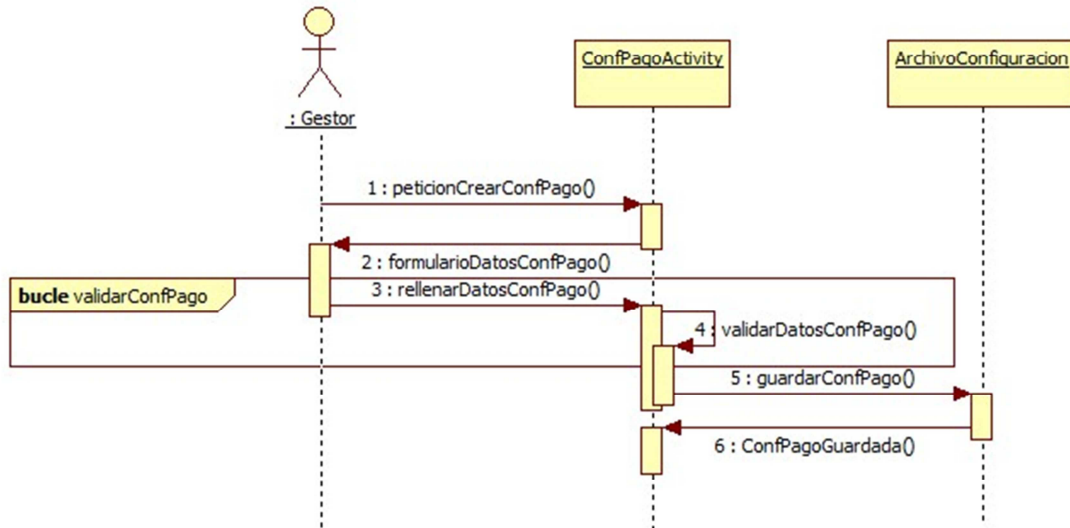 ConfPagoActivity
ArchivoConfiguracion
: Gestor
1 : peticionCrearConfPago()
2 : formularioDatosConfPago()
bucle validarConfPago
3 : rellenarDatosConfPago()
4 : validarDatosConfPago()
5 : guardarConfPago()
6 : ConfPagoGuardada()